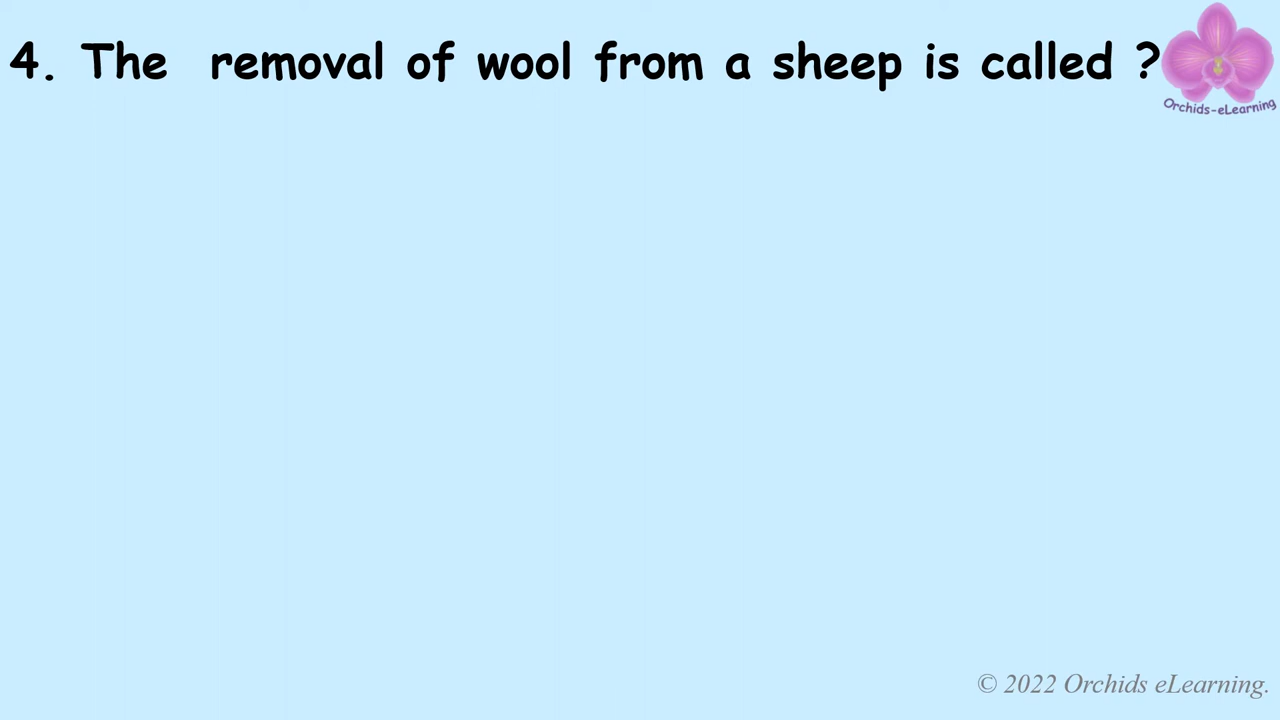 4. The removal of wool from a sheep is called ?
Orchids-eLearning
© 2022 Orchids eLearning.